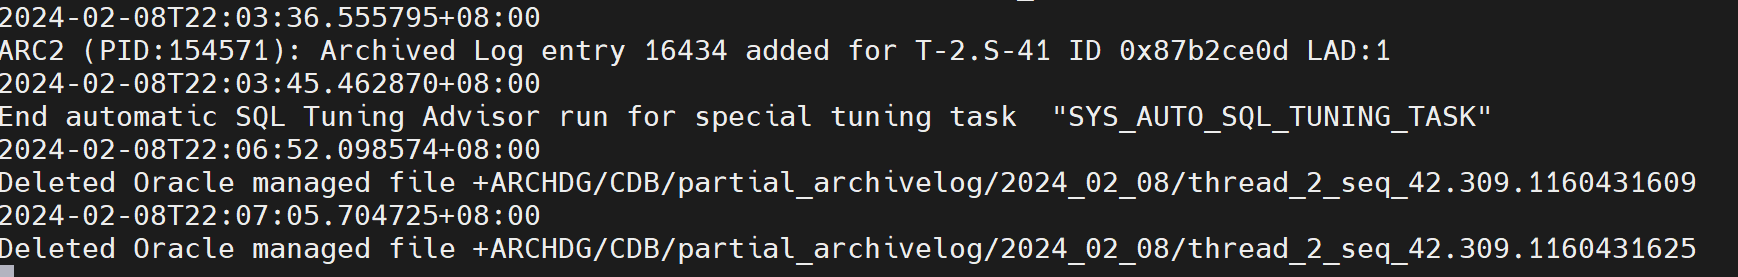 2024-02-08T22:03:36.555795+08:00
ARC2 (PID:154571): Archived Log entry 16434 added for T-2.S-41 ID 0x87b2ce0d LAD:1
2024-02-08T22:03:45.462870+08:00
End automatic SQL Tuning Advisor run for special tuning task  "SYS_AUTO_SQL_TUNING_TASK"
2024-02-08T22:06:52.098574+08:00
Deleted Oracle managed file +ARCHDG/CDB/partial_archivelog/2024_02_08/thread_2_seq_42.309.1160431609
2024-02-08T22:07:05.704725+08:00
Deleted Oracle managed file +ARCHDG/CDB/partial_archivelog/2024_02_08/thread_2_seq_42.309.1160431625